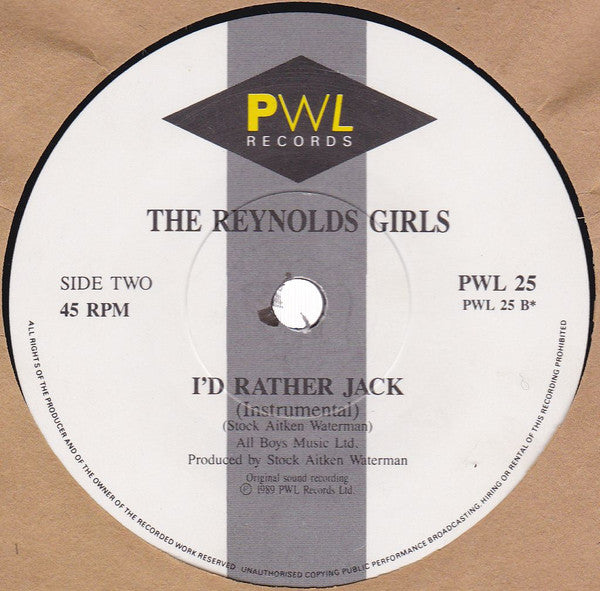 PWL
RECORDS
THE REYNOLDS GIRLS
SIDE TWO
45 RPM
PWL 25
PWL 25 B*
I'D RATHER JACK
(Instrumental)
(Stock Aitken Waterman)
All Boys Music Ltd.
Produced by Stock Aitken Waterman
Original sound recording
© 1989 PWL Records Ltd.
ALL RIGHTS OF THE PRODUCER AND OF THE OWNER OF THE RECORDED WORK RESERVED UNAUTHORISED COPYING PUBLIC PERFORMANCE BROADCASTING, HIRING OR RENTAL OF THIS RECORDING PROHIBITED